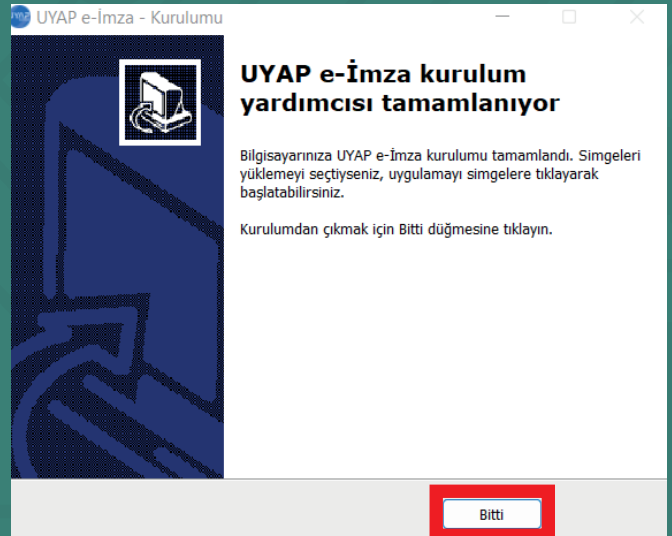 UYAP e-İmza - Kurulumu
UYAP e-İmza kurulum
yardımcısı tamamlanıyor
Bilgisayarınıza UYAP e-İmza kurulumu tamamlandı. Simgeleri
yüklemeyi seçtiyseniz, uygulamayı simgelere tıklayarak
başlatabilirsiniz.
Kurulumdan çıkmak için Bitti düğmesine tıklayın.
Bitti